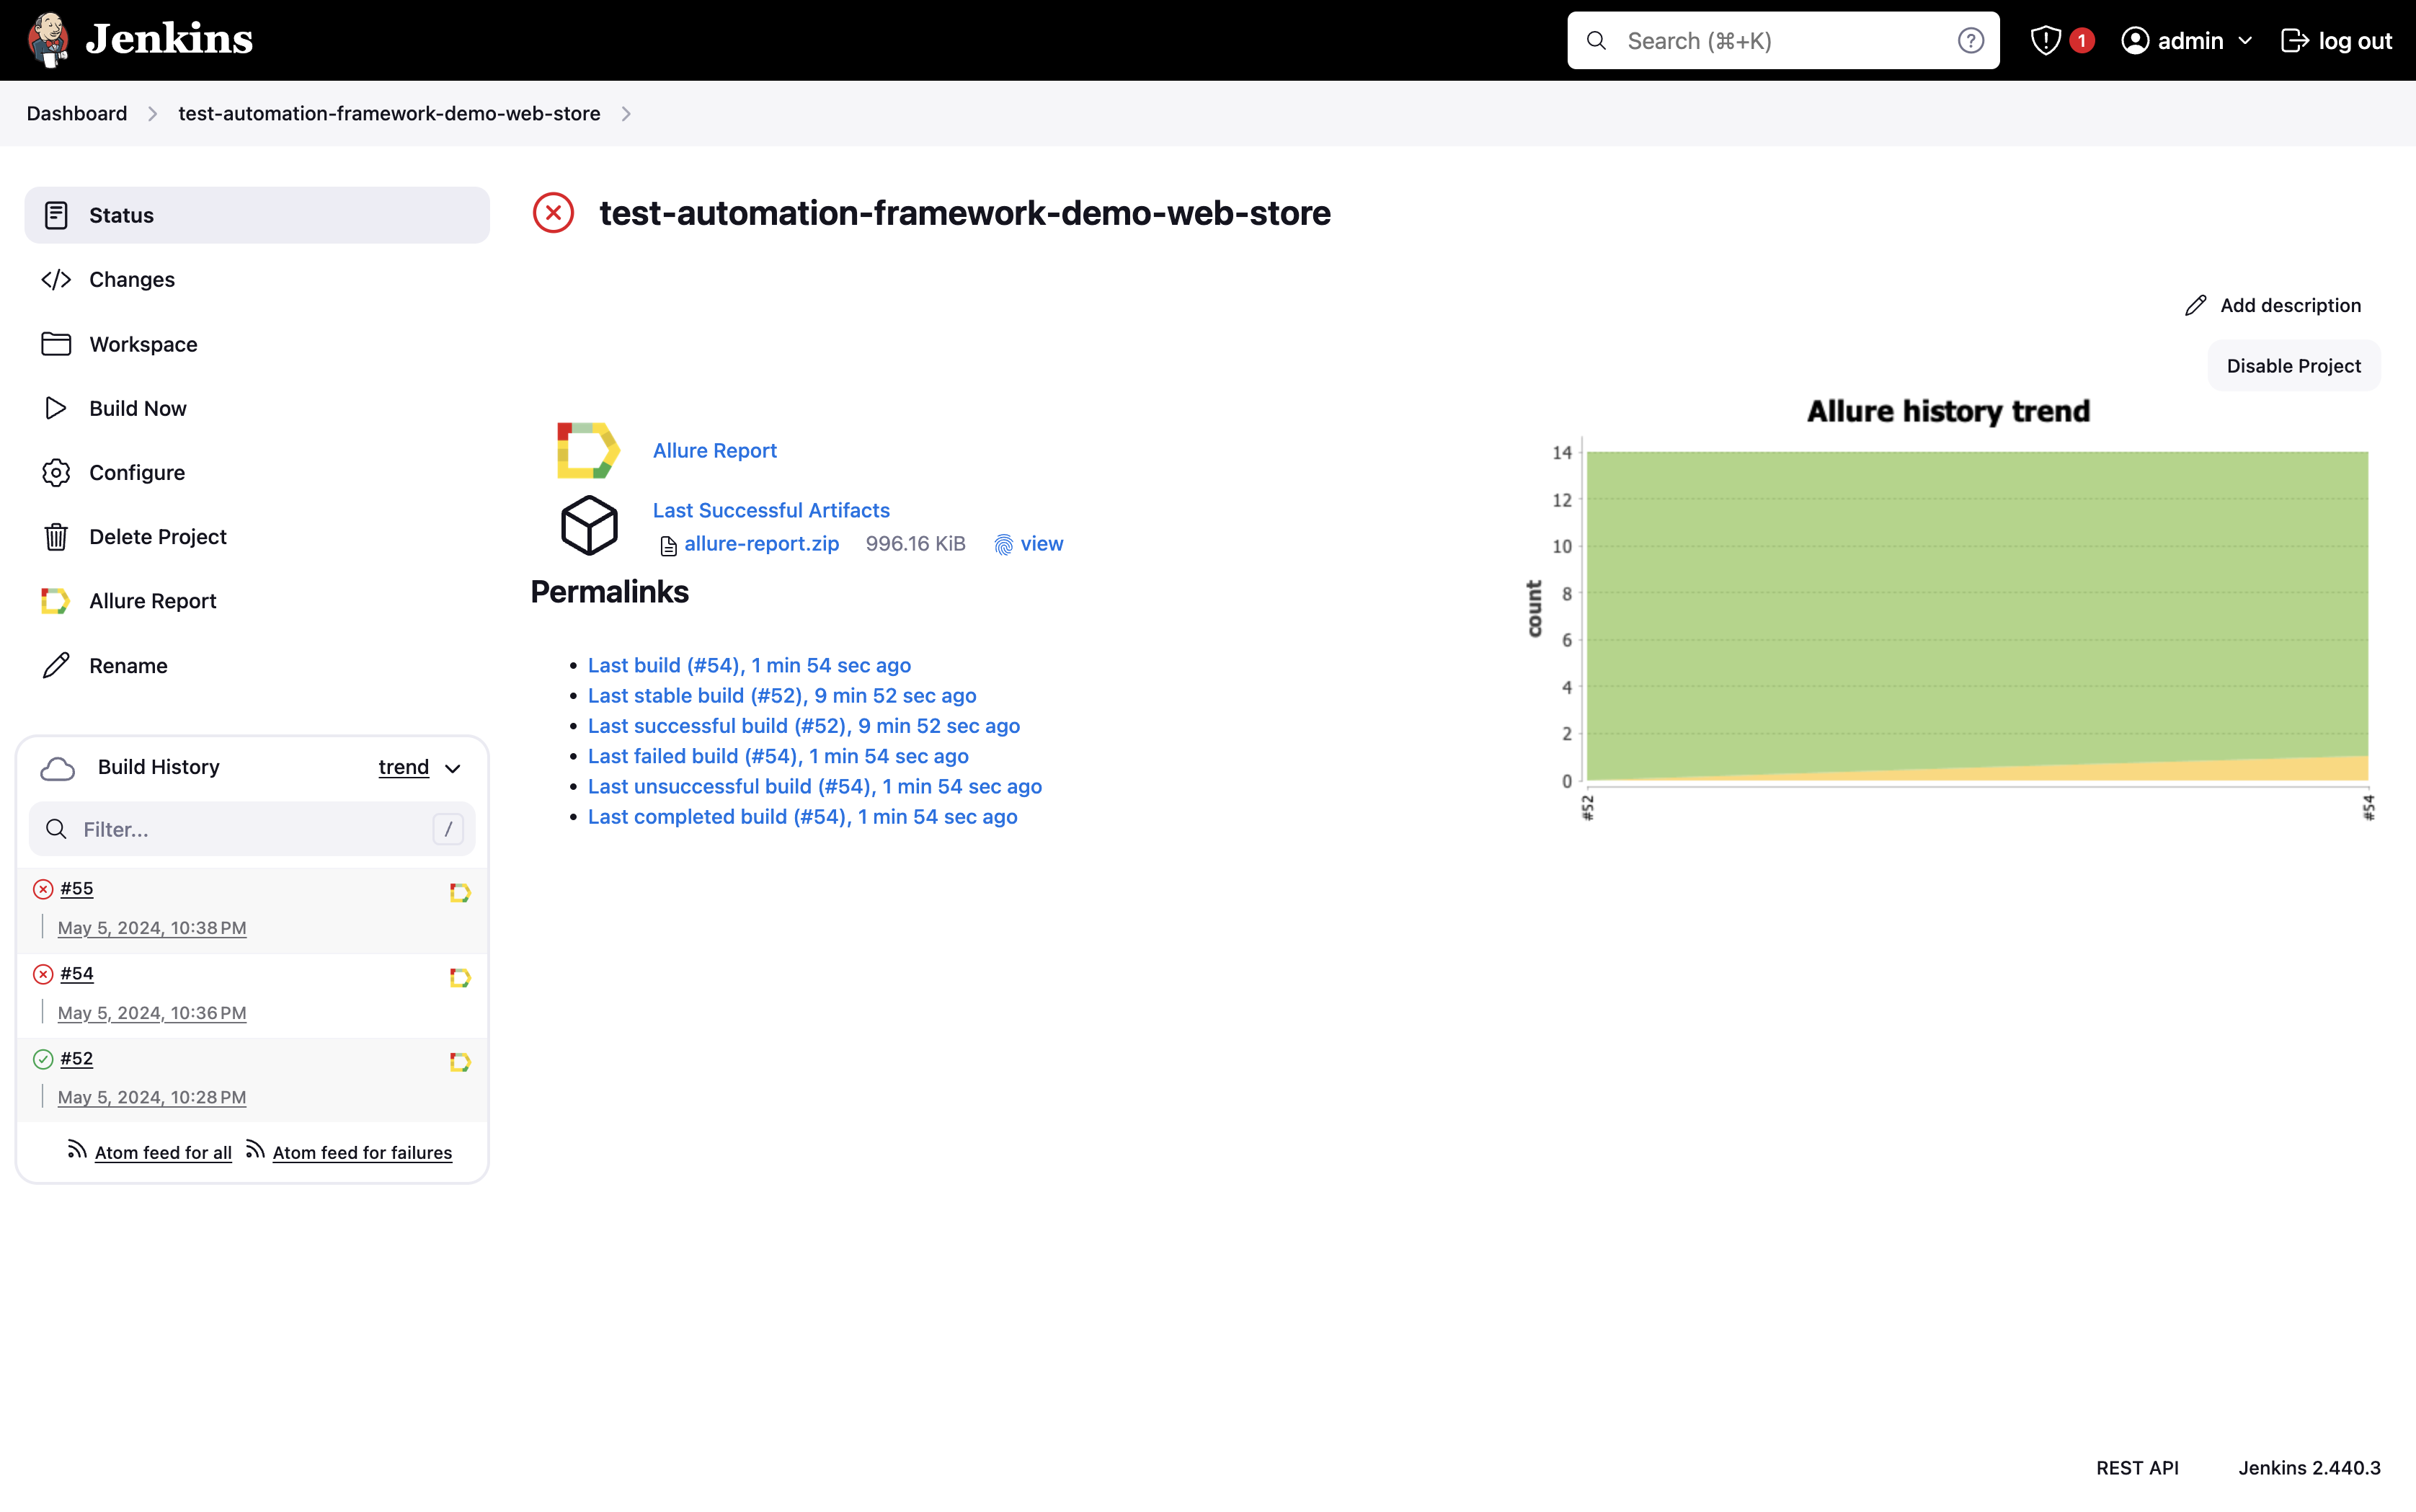 Jenkins
Search (⌘+K)
1
admin
log out
Dashboard
test-automation-framework-demo-web-store
Status
Changes
Workspace
Build Now
Configure
Delete Project
Allure Report
Rename
Build History
trend
Filter...
/
#55
May 5, 2024, 10:38 PM
#54
May 5, 2024, 10:36 PM
#52
May 5, 2024, 10:28 PM
Atom feed for all
Atom feed for failures
test-automation-framework-demo-web-store
Add description
Disable Project
Allure Report
Last Successful Artifacts
allure-report.zip 996.16 KiB view
Permalinks
Last build (#54), 1 min 54 sec ago
Last stable build (#52), 9 min 52 sec ago
Last successful build (#52), 9 min 52 sec ago
Last failed build (#54), 1 min 54 sec ago
Last unsuccessful build (#54), 1 min 54 sec ago
Last completed build (#54), 1 min 54 sec ago
Allure history trend
count
14
12
10
8
6
4
2
0
#52
#54
REST API
Jenkins 2.440.3